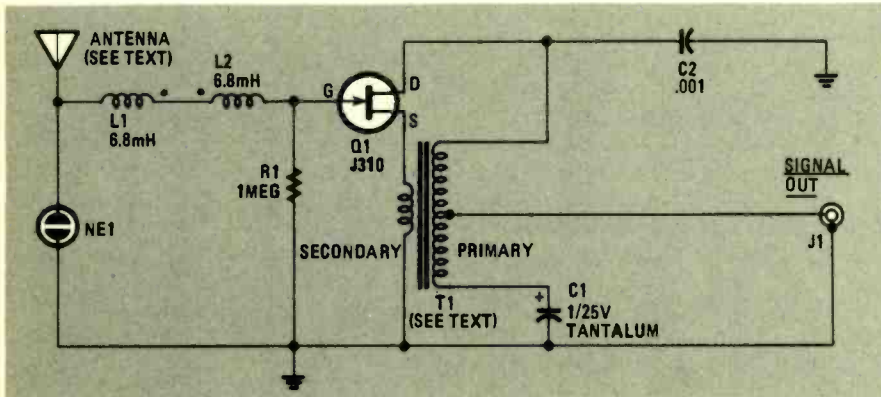 ANTENNA
(SEE TEXT)
L2
6.8mH
L1
6.8mH
G
D
S
Q1
J310
R1
1MEG
NE1
SECONDARY
PRIMARY
T1
(SEE TEXT)
+
C1
1/25V
TANTALUM
C2
.001
SIGNAL
OUT
J1